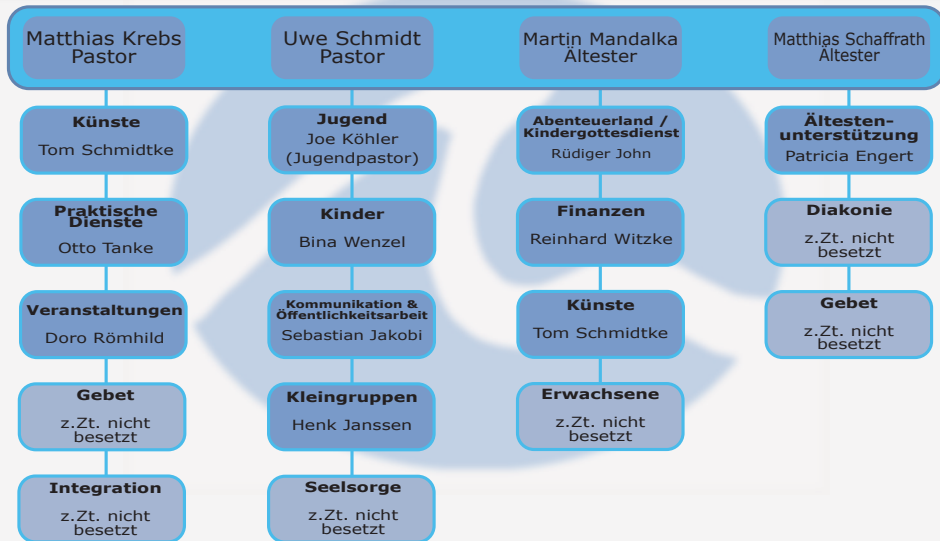 Matthias Krebs
Pastor
Uwe Schmidt
Pastor
Martin Mandalka
Ältester
Matthias Schaffrath
Ältester
Künste
Tom Schmidtke
Praktische
Dienste
Otto Tanke
Veranstaltungen
Doro Römhild
Gebet
z.Zt. nicht
besetzt
Integration
z.Zt. nicht
besetzt
Jugend
Joe Köhler
(Jugendpastor)
Kinder
Bina Wenzel
Kommunikation &
Öffentlichkeitsarbeit
Sebastian Jakobi
Kleingruppen
Henk Janssen
Seelsorge
z.Zt. nicht
besetzt
Abenteuerland /
Kindergottesdienst
Rüdiger John
Finanzen
Reinhard Witzke
Künste
Tom Schmidtke
Erwachsene
z.Zt. nicht
besetzt
Ältesten-
unterstützung
Patricia Engert
Diakonie
z.Zt. nicht
besetzt
Gebet
z.Zt. nicht
besetzt